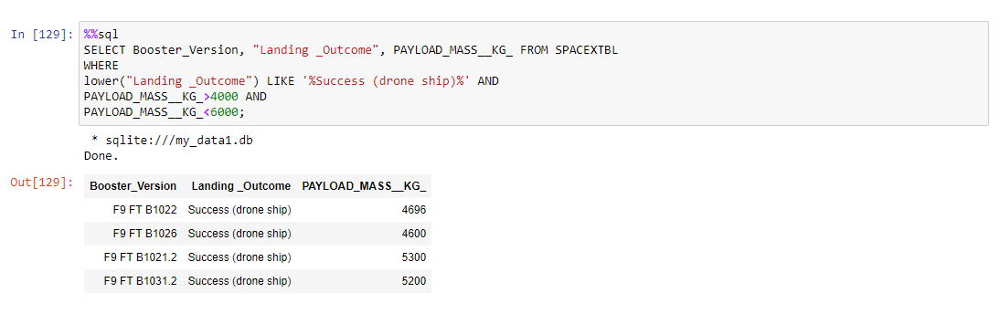 In [129]: %%sql
SELECT Booster_Version, "Landing _Outcome", PAYLOAD_MASS__KG_ FROM SPACEXTBL
WHERE
lower("Landing _Outcome") LIKE '%Success (drone ship)%' AND
PAYLOAD_MASS__KG_>4000 AND
PAYLOAD_MASS__KG_<6000;
* sqlite:///my_data1.db
Done.
Out[129]: Booster_Version Landing _Outcome PAYLOAD_MASS__KG_
F9 FT B1022 Success (drone ship) 4696
F9 FT B1026 Success (drone ship) 4600
F9 FT B1021.2 Success (drone ship) 5300
F9 FT B1031.2 Success (drone ship) 5200